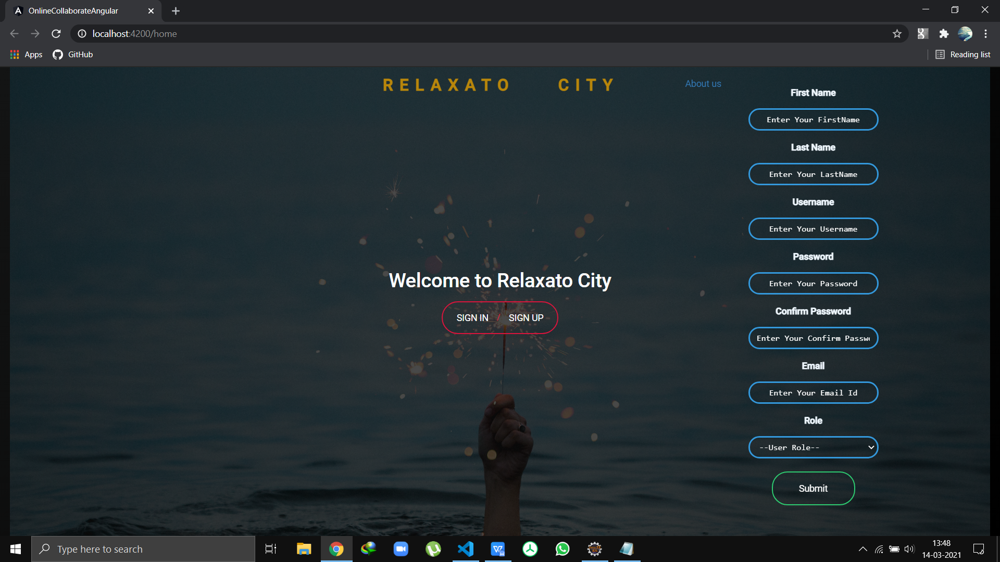 OnlineCollaborateAngular
localhost:4200/home
Apps
GitHub
Reading list
RELAXATO CITY
About us
First Name
Enter Your FirstName
Last Name
Enter Your LastName
Username
Enter Your Username
Password
Enter Your Password
Confirm Password
Enter Your Confirm Passw
Email
Enter Your Email Id
Role
--User Role--
Submit
Welcome to Relaxato City
SIGN IN / SIGN UP
Type here to search
13:48
14-03-2021